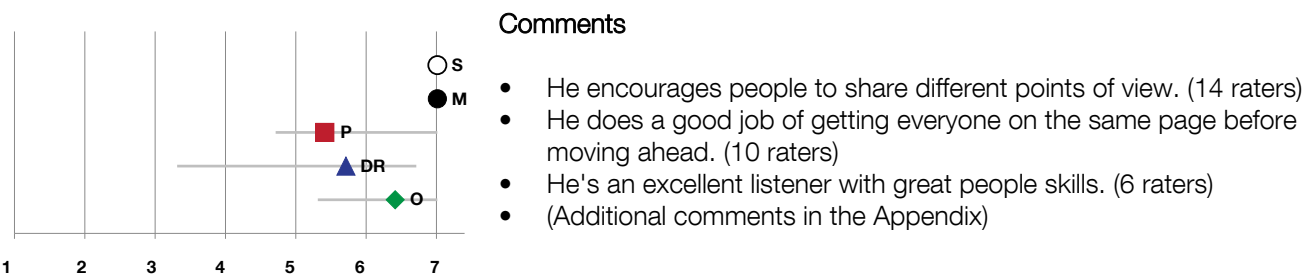 Comments
S
M
P
DR
O
1 2 3 4 5 6 7
• He encourages people to share different points of view. (14 raters)
• He does a good job of getting everyone on the same page before
moving ahead. (10 raters)
• He's an excellent listener with great people skills. (6 raters)
• (Additional comments in the Appendix)